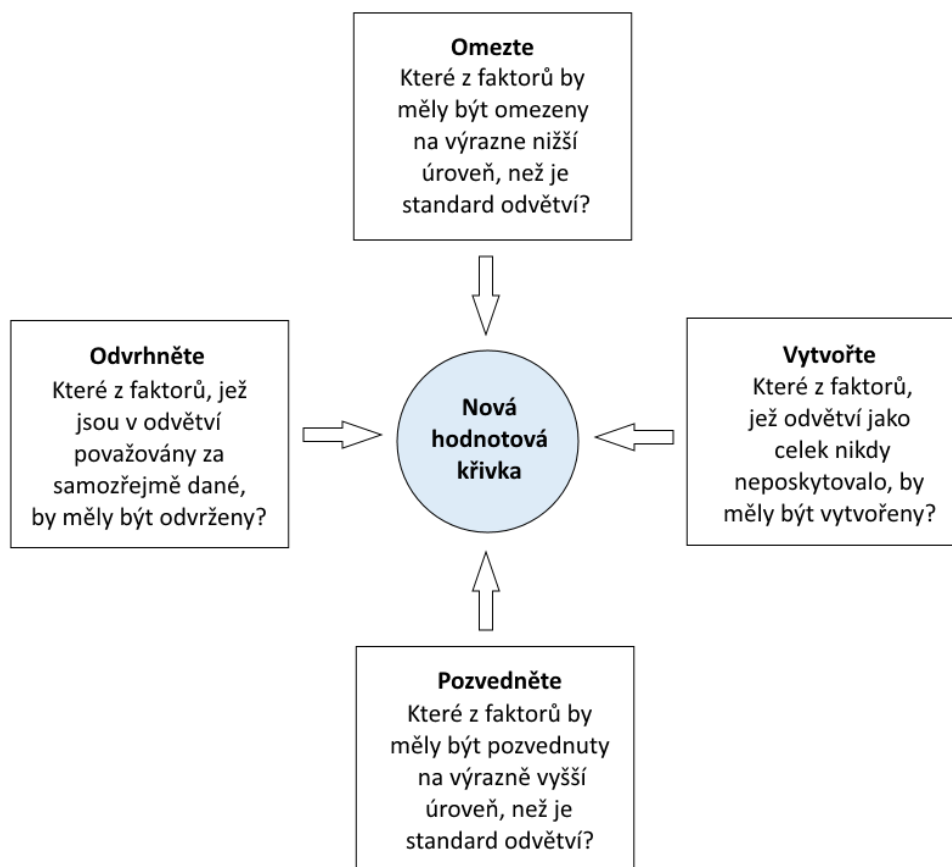 Omezte
Které z faktorů by
měly být omezeny
na výrazne nižší
úroveň, než je
standard odvětví?
Odvrhněte
Které z faktorů, jež
jsou v odvětví
považovány za
samozřejmě dané,
by měly být odvrženy?
Nová
hodnotová
křivka
Vytvořte
Které z faktorů,
jež odvětví jako
celek nikdy
neposkytovalo, by
měly být vytvořeny?
Pozvedněte
Které z faktorů by
měly být pozvednuty
na výrazně vyšší
úroveň, než je
standard odvětví?